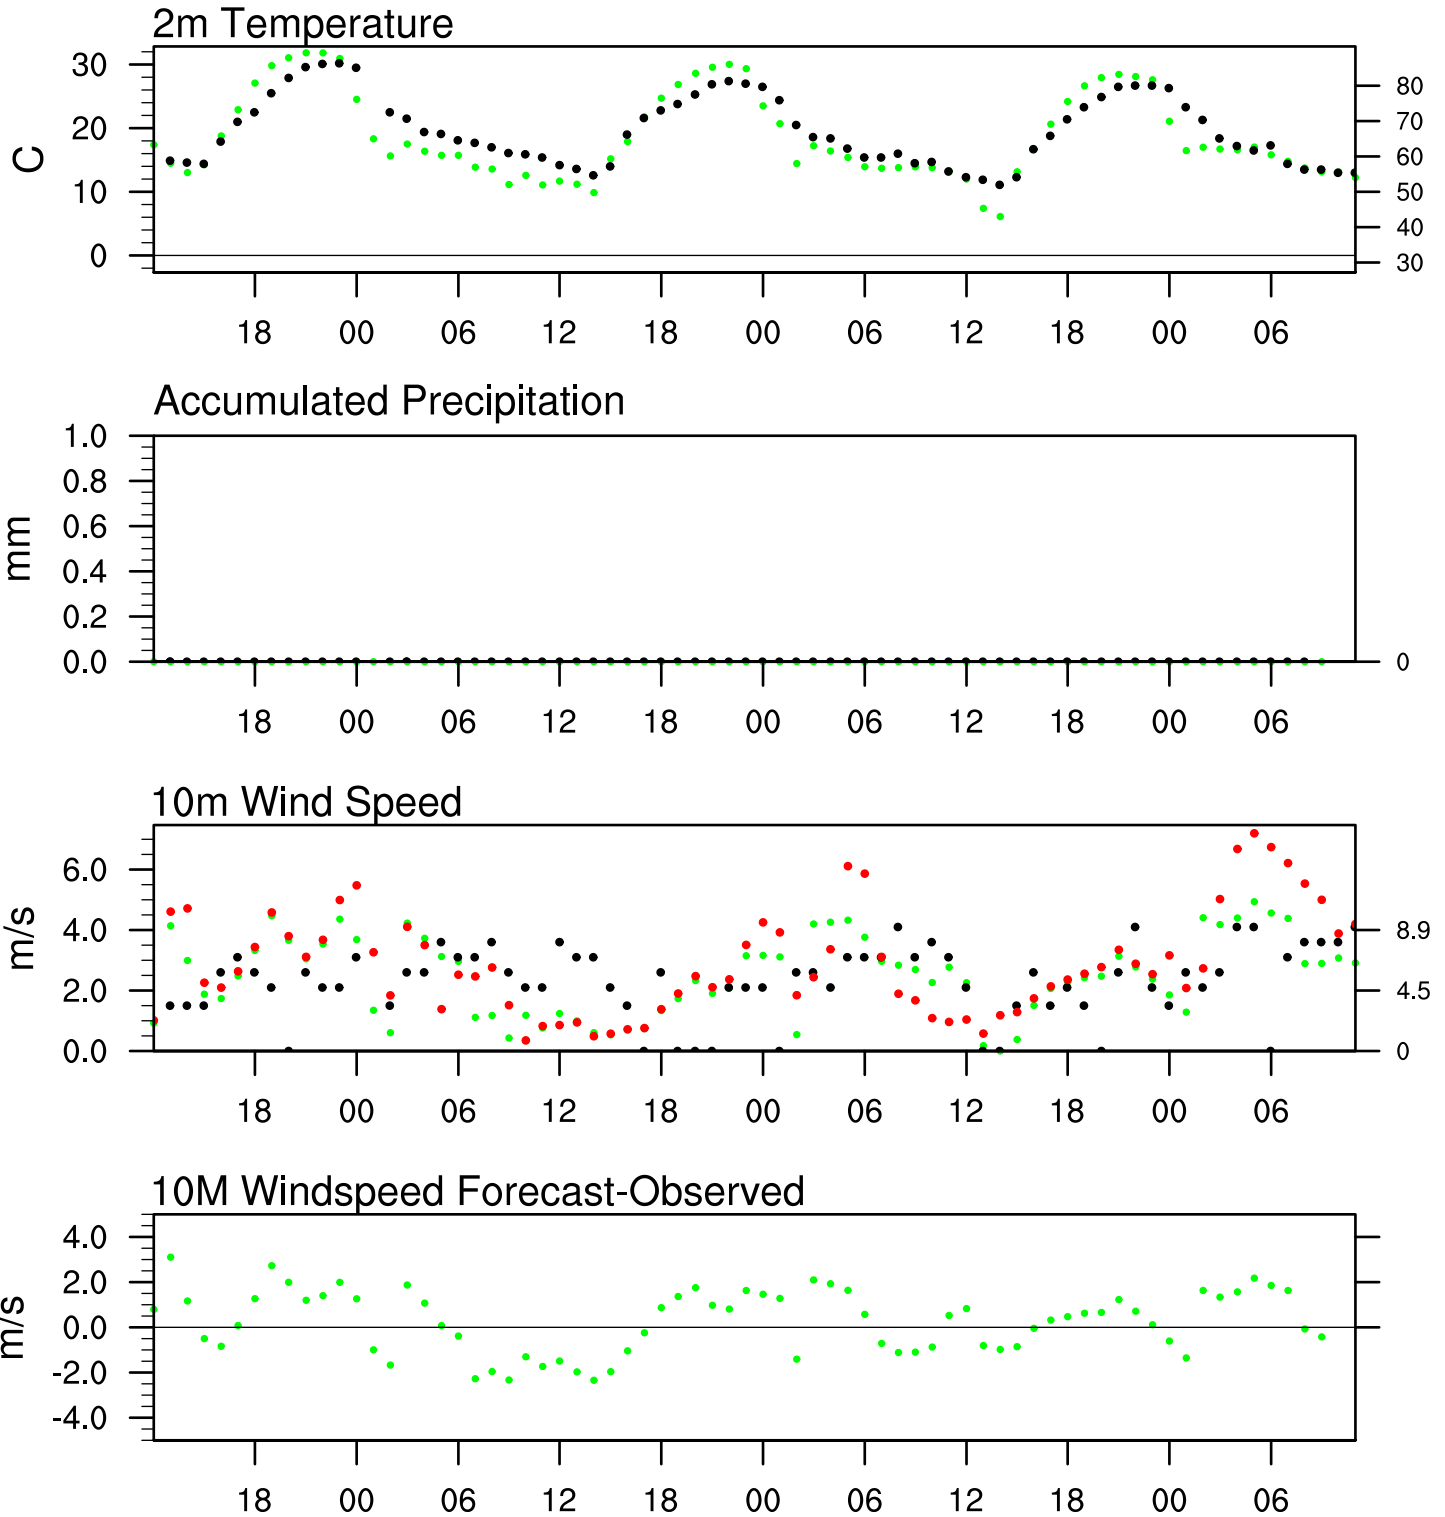 2m Temperature
30
20
10
0
C
80
70
60
50
40
30
18 00 06 12 18 00 06 12 18 00 06
Accumulated Precipitation
1.0
0.8
0.6
0.4
0.2
0.0
mm
0
18 00 06 12 18 00 06 12 18 00 06
10m Wind Speed
6.0
4.0
2.0
0.0
m/s
8.9
4.5
0
18 00 06 12 18 00 06 12 18 00 06
10M Windspeed Forecast-Observed
4.0
2.0
0.0
-2.0
-4.0
m/s
18 00 06 12 18 00 06 12 18 00 06